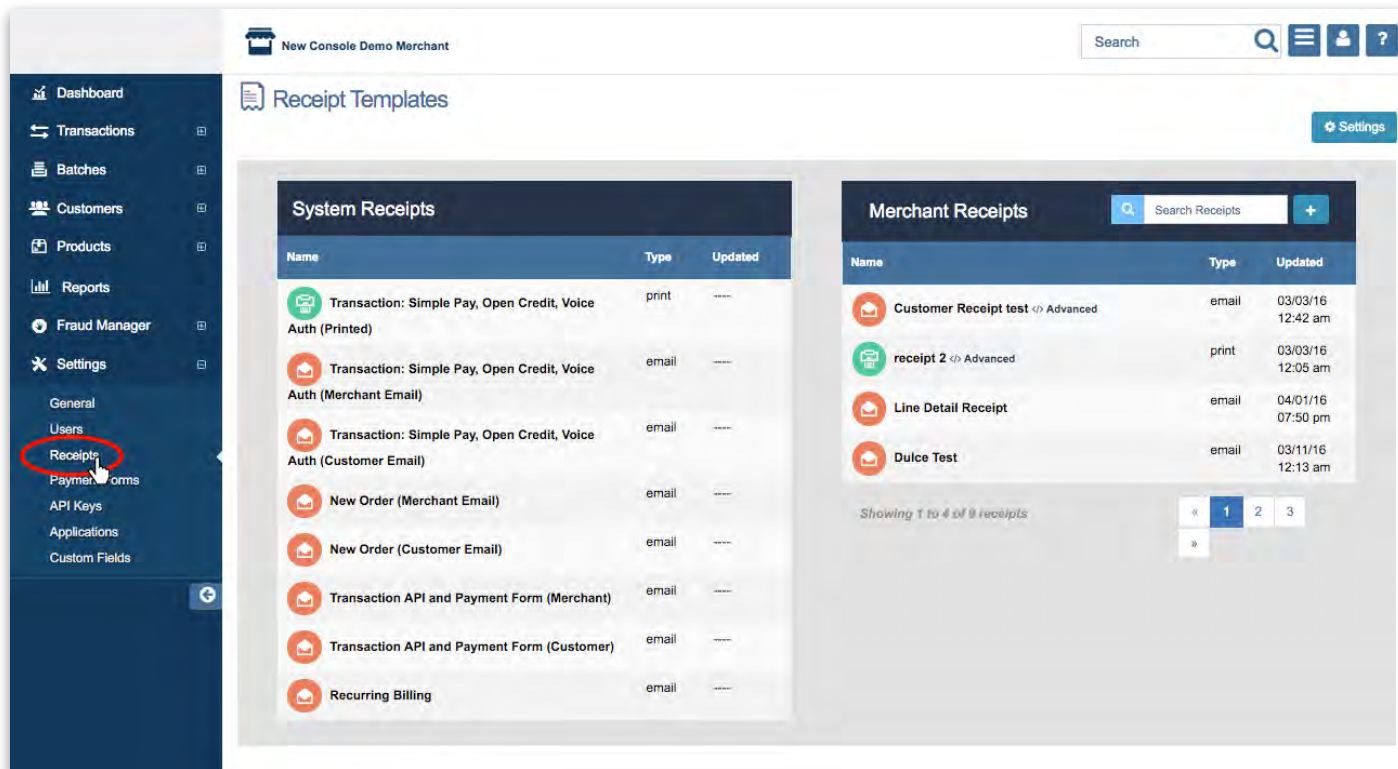 New Console Demo Merchant
Search
?
Dashboard
Transactions
Batches
Customers
Products
Reports
Fraud Manager
Settings
General
Users
Receipts
Payment Forms
API Keys
Applications
Custom Fields
Receipt Templates
Settings
System Receipts
Name Type Updated
Transaction: Simple Pay, Open Credit, Voice print ----
Auth (Printed)
Transaction: Simple Pay, Open Credit, Voice email ----
Auth (Merchant Email)
Transaction: Simple Pay, Open Credit, Voice email ----
Auth (Customer Email)
New Order (Merchant Email) email ----
New Order (Customer Email) email ----
Transaction API and Payment Form (Merchant) email ----
Transaction API and Payment Form (Customer) email ----
Recurring Billing email ----
Merchant Receipts
Search Receipts
+
Name Type Updated
Customer Receipt test </> Advanced email 03/03/16
12:42 am
receipt 2 </> Advanced print 03/03/16
12:05 am
Line Detail Receipt email 04/01/16
07:50 pm
Dulce Test email 03/11/16
12:13 am
Showing 1 to 4 of 9 receipts
« 1 2 3
»